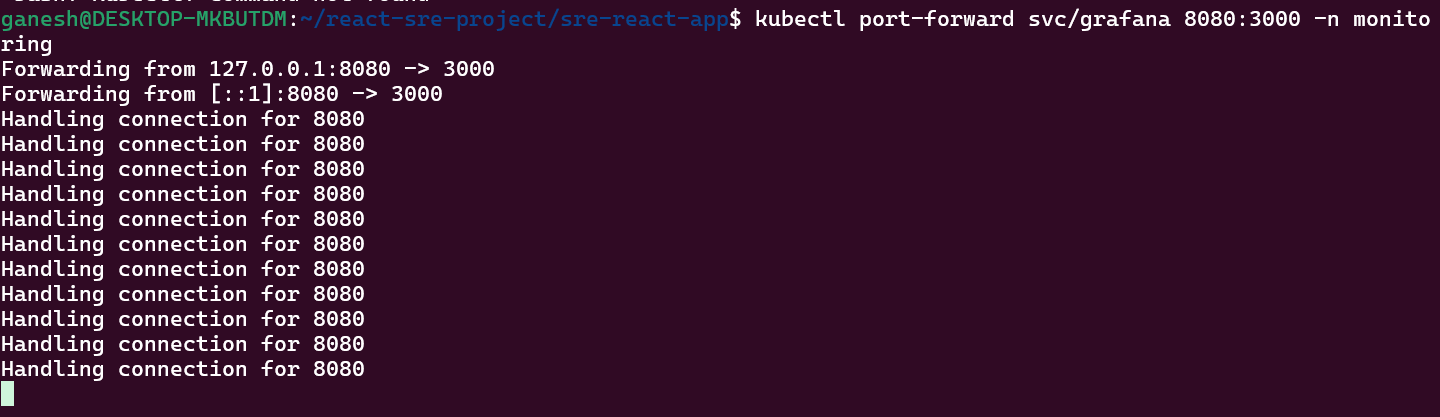 ganesh@DESKTOP-MKBUTDM:~/react-sre-project/sre-react-app$ kubectl port-forward svc/grafana 8080:3000 -n monito
ring
Forwarding from 127.0.0.1:8080 -> 3000
Forwarding from [::1]:8080 -> 3000
Handling connection for 8080
Handling connection for 8080
Handling connection for 8080
Handling connection for 8080
Handling connection for 8080
Handling connection for 8080
Handling connection for 8080
Handling connection for 8080
Handling connection for 8080
Handling connection for 8080
Handling connection for 8080